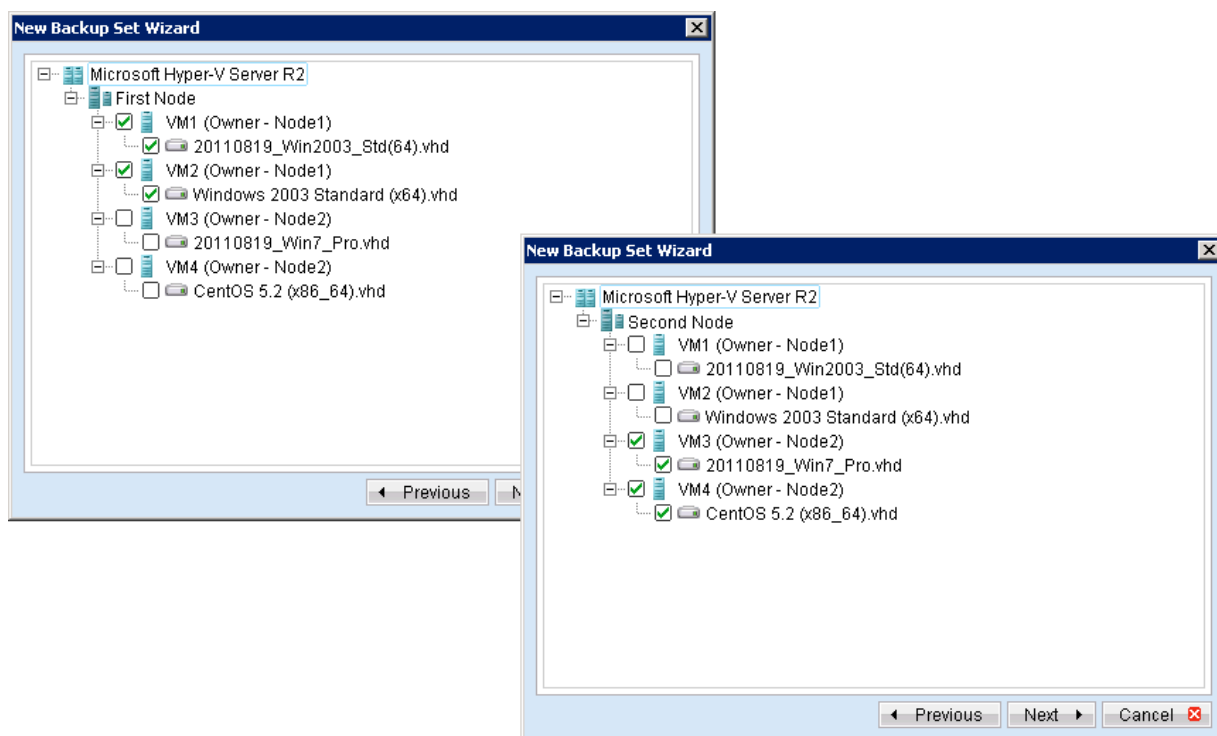 New Backup Set Wizard
Microsoft Hyper-V Server R2
First Node
VM1 (Owner - Node1)
20110819_Win2003_Std(64).vhd
VM2 (Owner - Node1)
Windows 2003 Standard (x64).vhd
VM3 (Owner - Node2)
20110819_Win7_Pro.vhd
VM4 (Owner - Node2)
CentOS 5.2 (x86_64).vhd
Previous
New Backup Set Wizard
Microsoft Hyper-V Server R2
Second Node
VM1 (Owner - Node1)
20110819_Win2003_Std(64).vhd
VM2 (Owner - Node1)
Windows 2003 Standard (x64).vhd
VM3 (Owner - Node2)
20110819_Win7_Pro.vhd
VM4 (Owner - Node2)
CentOS 5.2 (x86_64).vhd
Previous Next Cancel